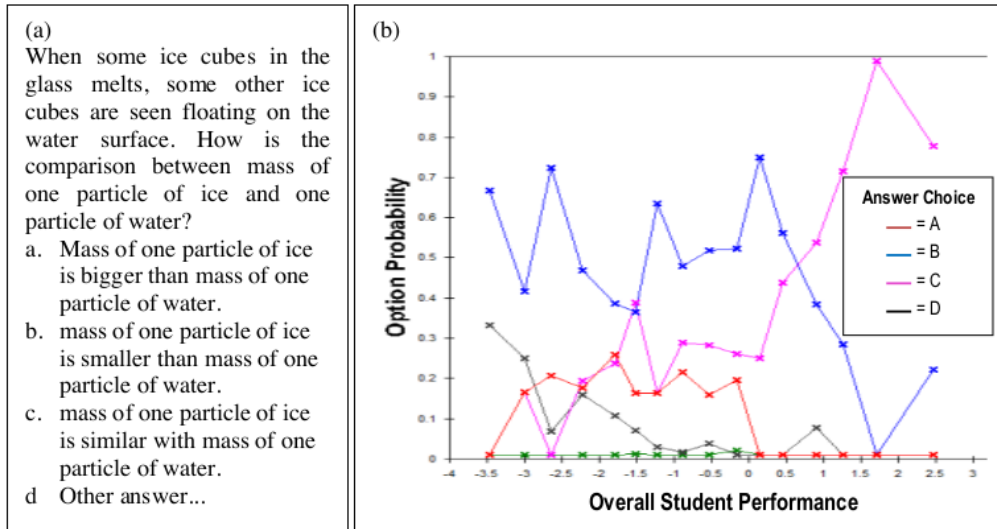 (a)
When some ice cubes in the
glass melts, some other ice
cubes are seen floating on the
water surface. How is the
comparison between mass of
one particle of ice and one
particle of water?
a. Mass of one particle of ice
is bigger than mass of one
particle of water.
b. mass of one particle of ice
is smaller than mass of one
particle of water.
c. mass of one particle of ice
is similar with mass of one
particle of water.
d Other answer...
(b)
Option Probability
1
0.9
0.8
0.7
0.6
0.5
0.4
0.3
0.2
0.1
0
-4 -3.5 -3 -2.5 -2 -1.5 -1 -0.5 0 0.5 1 1.5 2 2.5 3
Overall Student Performance
Answer Choice
= A
= B
= C
= D